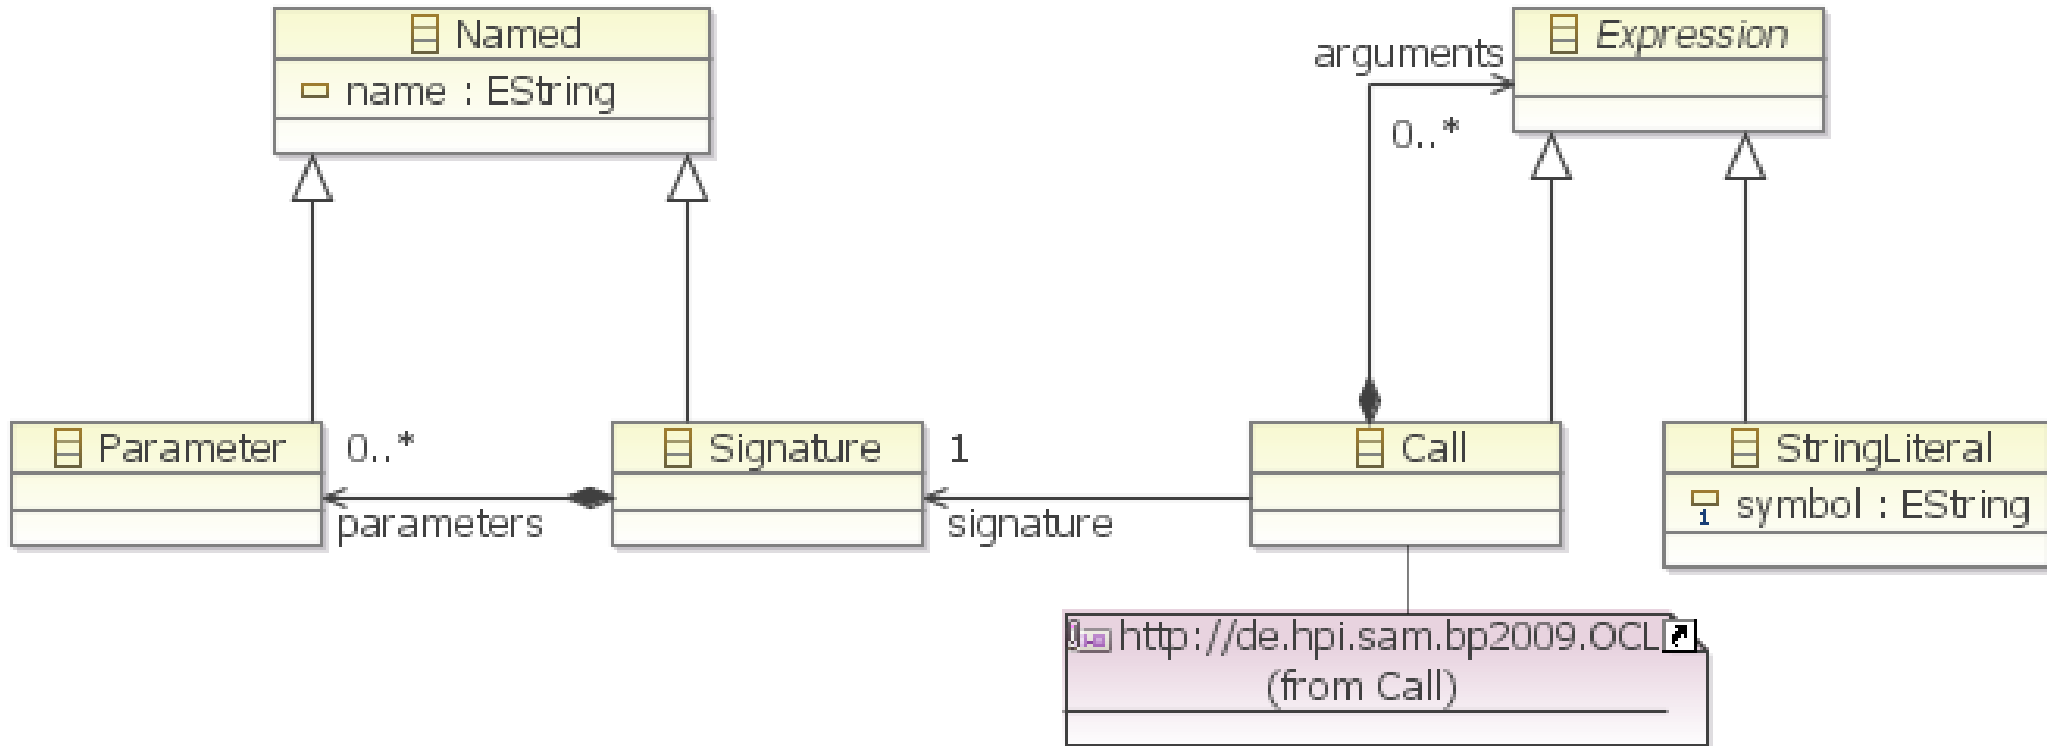 Named
name : EString
arguments
Expression
0..*
Parameter
0..*
parameters
Signature
1
signature
Call
StringLiteral
1
symbol : EString
http://de.hpi.sam.bp2009.OCL
(from Call)